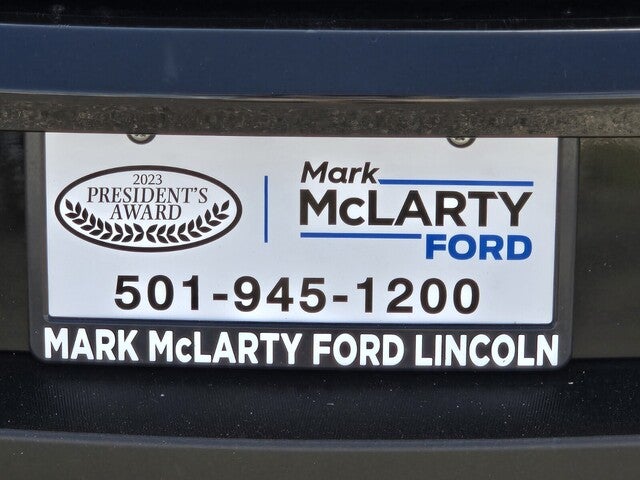 2023
PRESIDENT'S
AWARD
Mark
McLARTY
FORD
501-945-1200
MARK McLARTY FORD LINCOLN